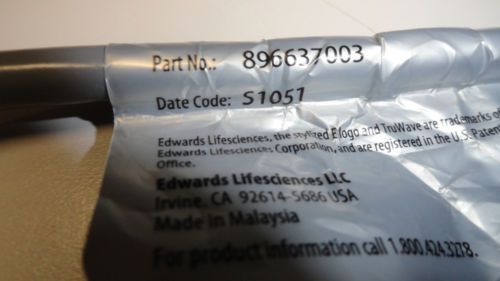 Part No.: 896637003
Date Code: S1051
Edwards Lifesciences, the stylized E logo and TruWave are trademarks of
Edwards Lifesciences Corporation, and are registered in the U.S. Patent
Office.
Edwards Lifesciences LLC
Irvine, CA 92614-5686 USA
Made in Malaysia
For product information call 1.800.424.3278.